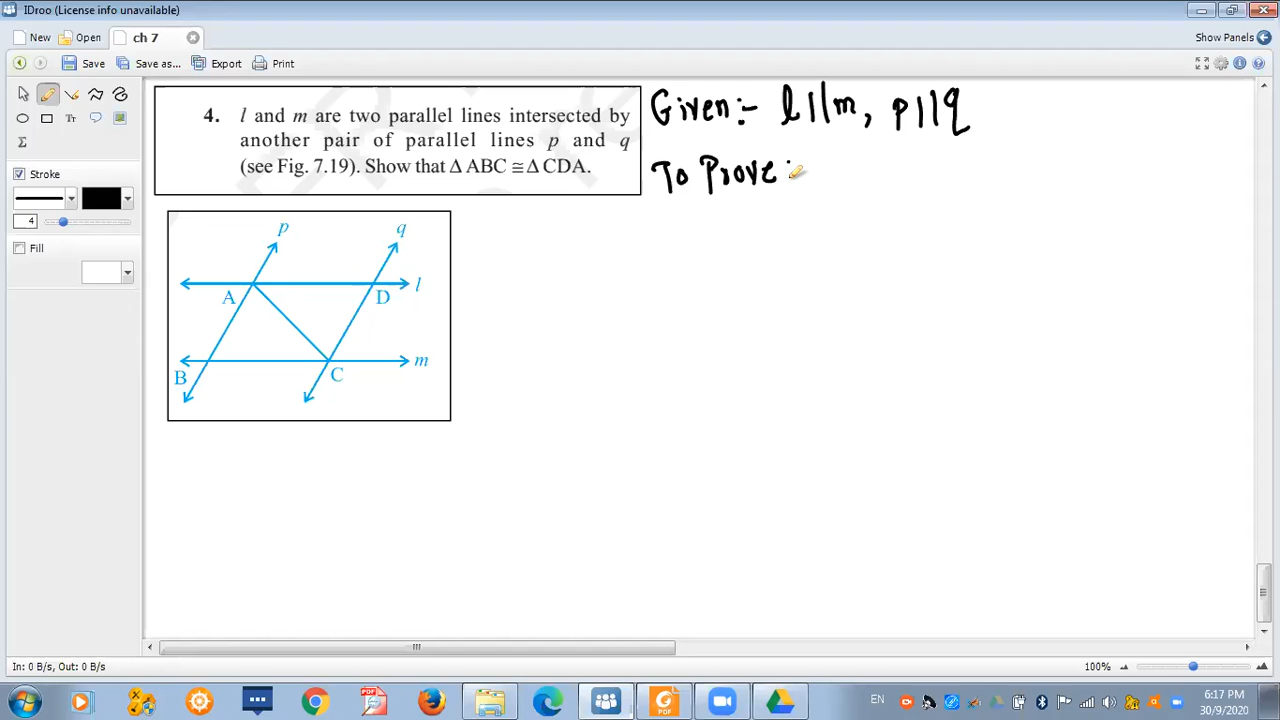 IDroo (License info unavailable)
New Open ch 7 Show Panels
Save Save as... Export Print
Stroke
4
Fill
4. l and m are two parallel lines intersected by
another pair of parallel lines p and q
(see Fig. 7.19). Show that Δ ABC ≅ Δ CDA.
Given :- l || m, p || q
To Prove :
p q
A D l
B C m
In: 0 B/s, Out: 0 B/s 100%
EN 6:17 PM
30/9/2020